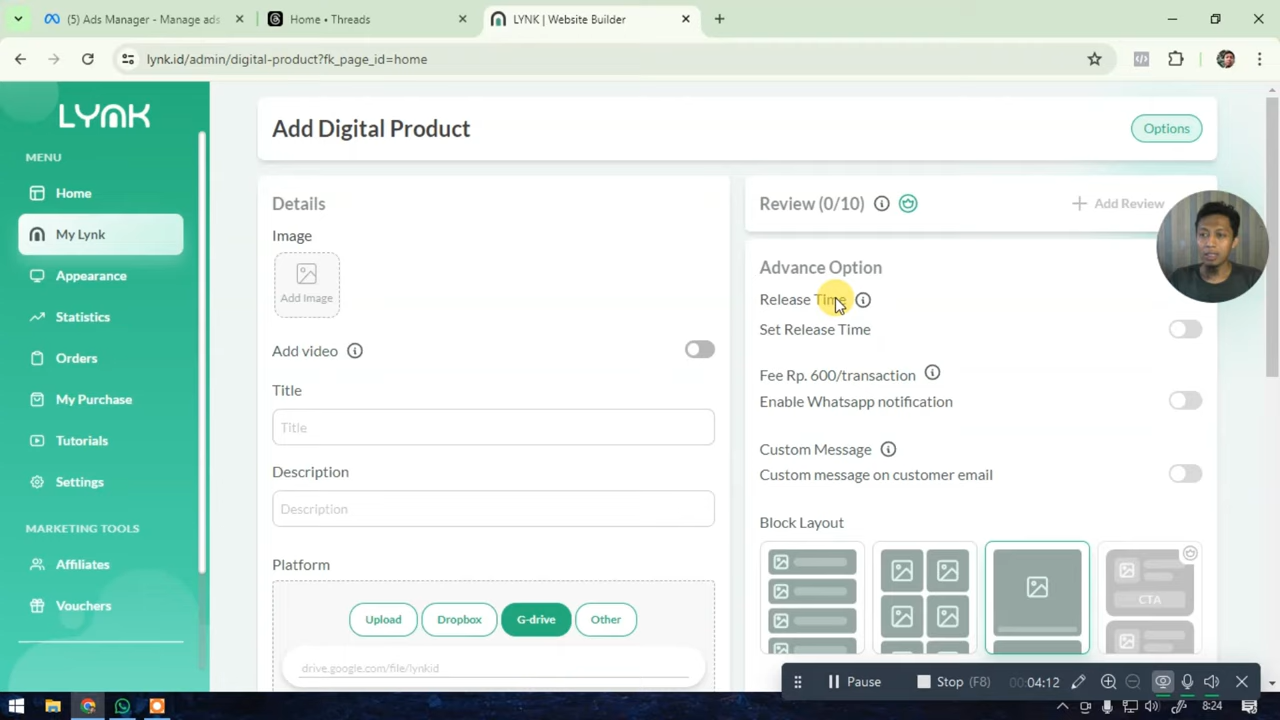 (5) Ads Manager - Manage ads
Home • Threads
LYNK | Website Builder
lynk.id/admin/digital-product?fk_page_id=home
LYNK
MENU
Home
My Lynk
Appearance
Statistics
Orders
My Purchase
Tutorials
Settings
MARKETING TOOLS
Affiliates
Vouchers
Add Digital Product
Options
Details
Image
Add Image
Add video
Title
Title
Description
Description
Platform
Upload
Dropbox
G-drive
Other
drive.google.com/file/lynkid
Review (0/10)
Add Review
Advance Option
Release Time
Set Release Time
Fee Rp. 600/transaction
Enable Whatsapp notification
Custom Message
Custom message on customer email
Block Layout
CTA
Pause
Stop (F8)
00:04:12
8:24